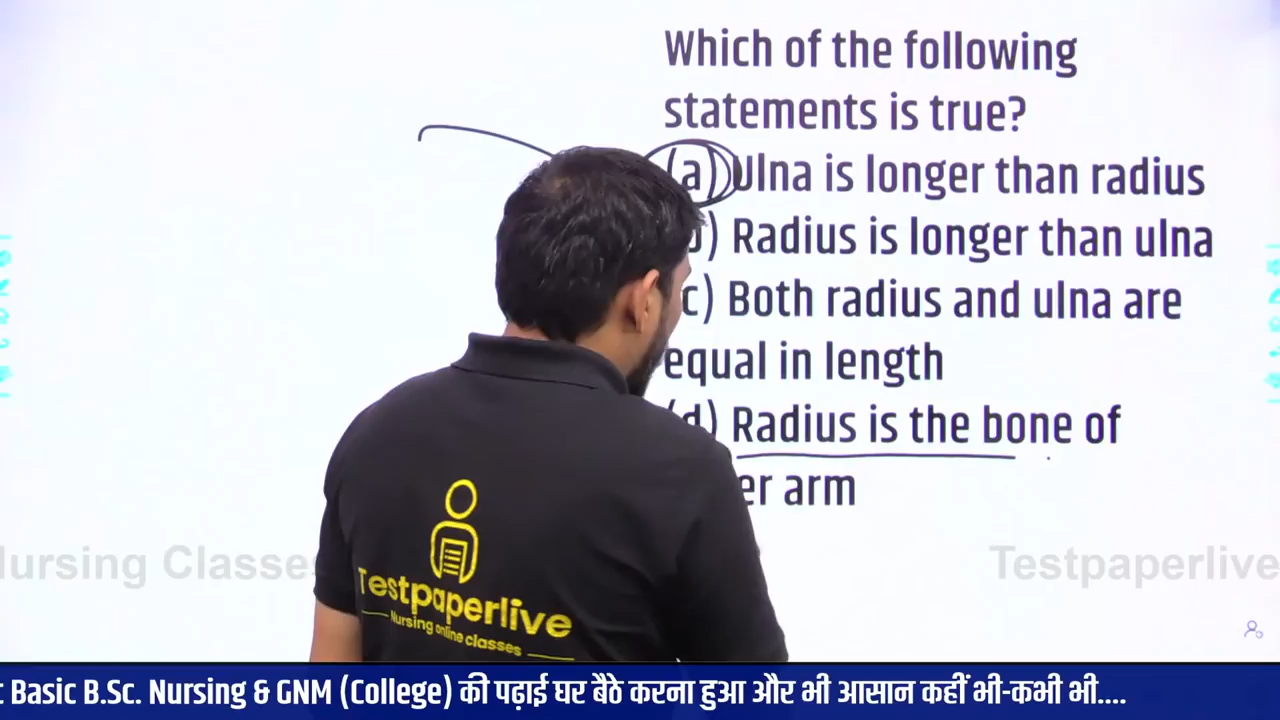 Which of the following
statements is true?
(a) Ulna is longer than radius
) Radius is longer than ulna
c) Both radius and ulna are
equal in length
(d) Radius is the bone of
arm
Testpaperlive
Nursing online classes
Testpaperlive
Basic B.Sc. Nursing & GNM (College) की पढ़ाई घर बैठे करना हुआ और भी आसान कहीं भी-कभी भी....